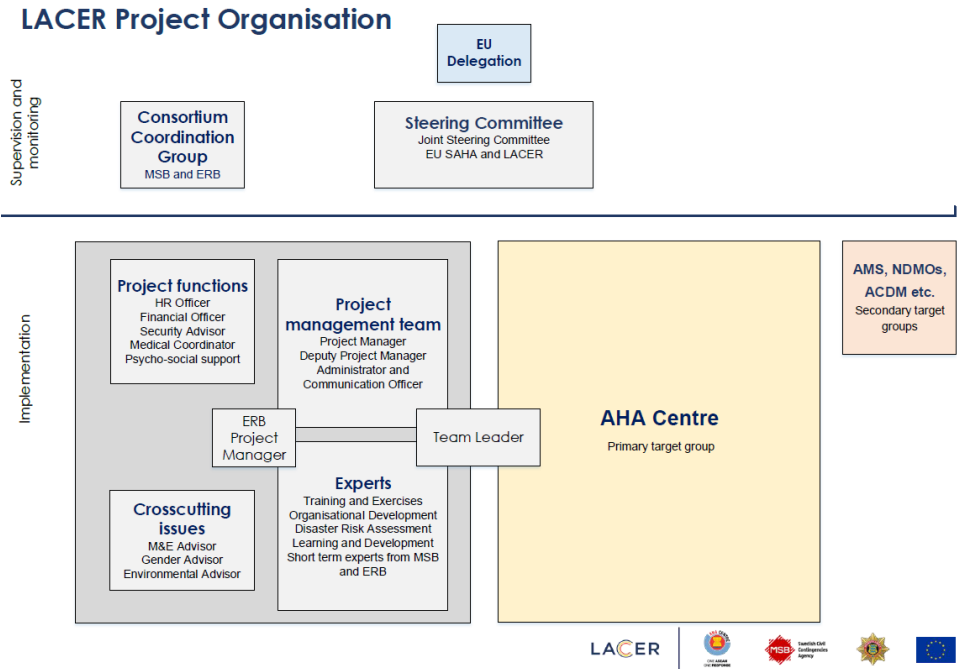 LACER Project Organisation
EU
Delegation
Supervision and
monitoring
Consortium
Coordination
Group
MSB and ERB
Steering Committee
Joint Steering Committee
EU SAHA and LACER
Implementation
Project functions
HR Officer
Financial Officer
Security Advisor
Medical Coordinator
Psycho-social support
Project
management team
Project Manager
Deputy Project Manager
Administrator and
Communication Officer
ERB
Project
Manager
Team Leader
Crosscutting
issues
M&E Advisor
Gender Advisor
Environmental Advisor
Experts
Training and Exercises
Organisational Development
Disaster Risk Assessment
Learning and Development
Short term experts from MSB
and ERB
AHA Centre
Primary target group
AMS, NDMOs,
ACDM etc.
Secondary target
groups
LACER
MSB
Swedish Civil
Contingencies
Agency